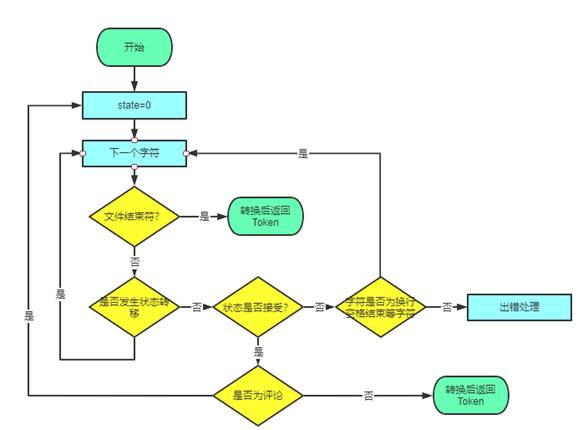 开始
state=0
下一个字符
是
文件结束符?
是
转换后返回
Token
否
是否发生状态转
移
否
状态是否接受?
否
字符是否为换行
空格结束等字符
否
出错处理
是
是
是
是否为评论
否
转换后返回
Token